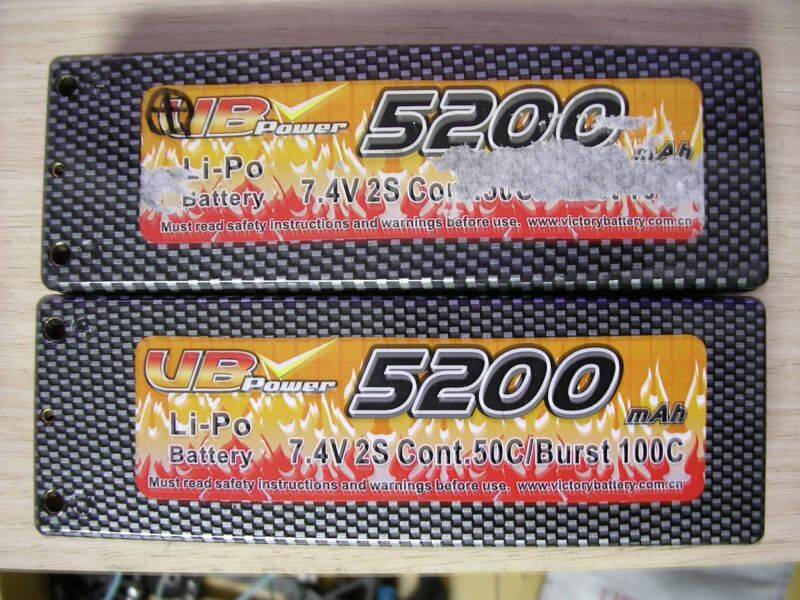 UB Power 5200 mAh
Li-Po
Battery 7.4V 2S Cont.50C
Must read safety instructions and warnings before use. www.victorybattery.com.cn
UB Power 5200 mAh
Li-Po
Battery 7.4V 2S Cont.50C/Burst 100C
Must read safety instructions and warnings before use. www.victorybattery.com.cn